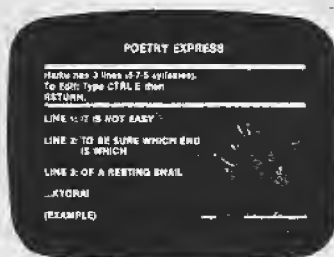 POETRY EXPRESS
Haiku has 3 lines (5-7-5 syllables).
To Edit: Type CTRL E then
RETURN.
LINE 1: IT IS NOT EASY
LINE 2: TO BE SURE WHICH END
IS WHICH
LINE 3: OF A RESTING SNAIL
...KYORAI
(EXAMPLE)